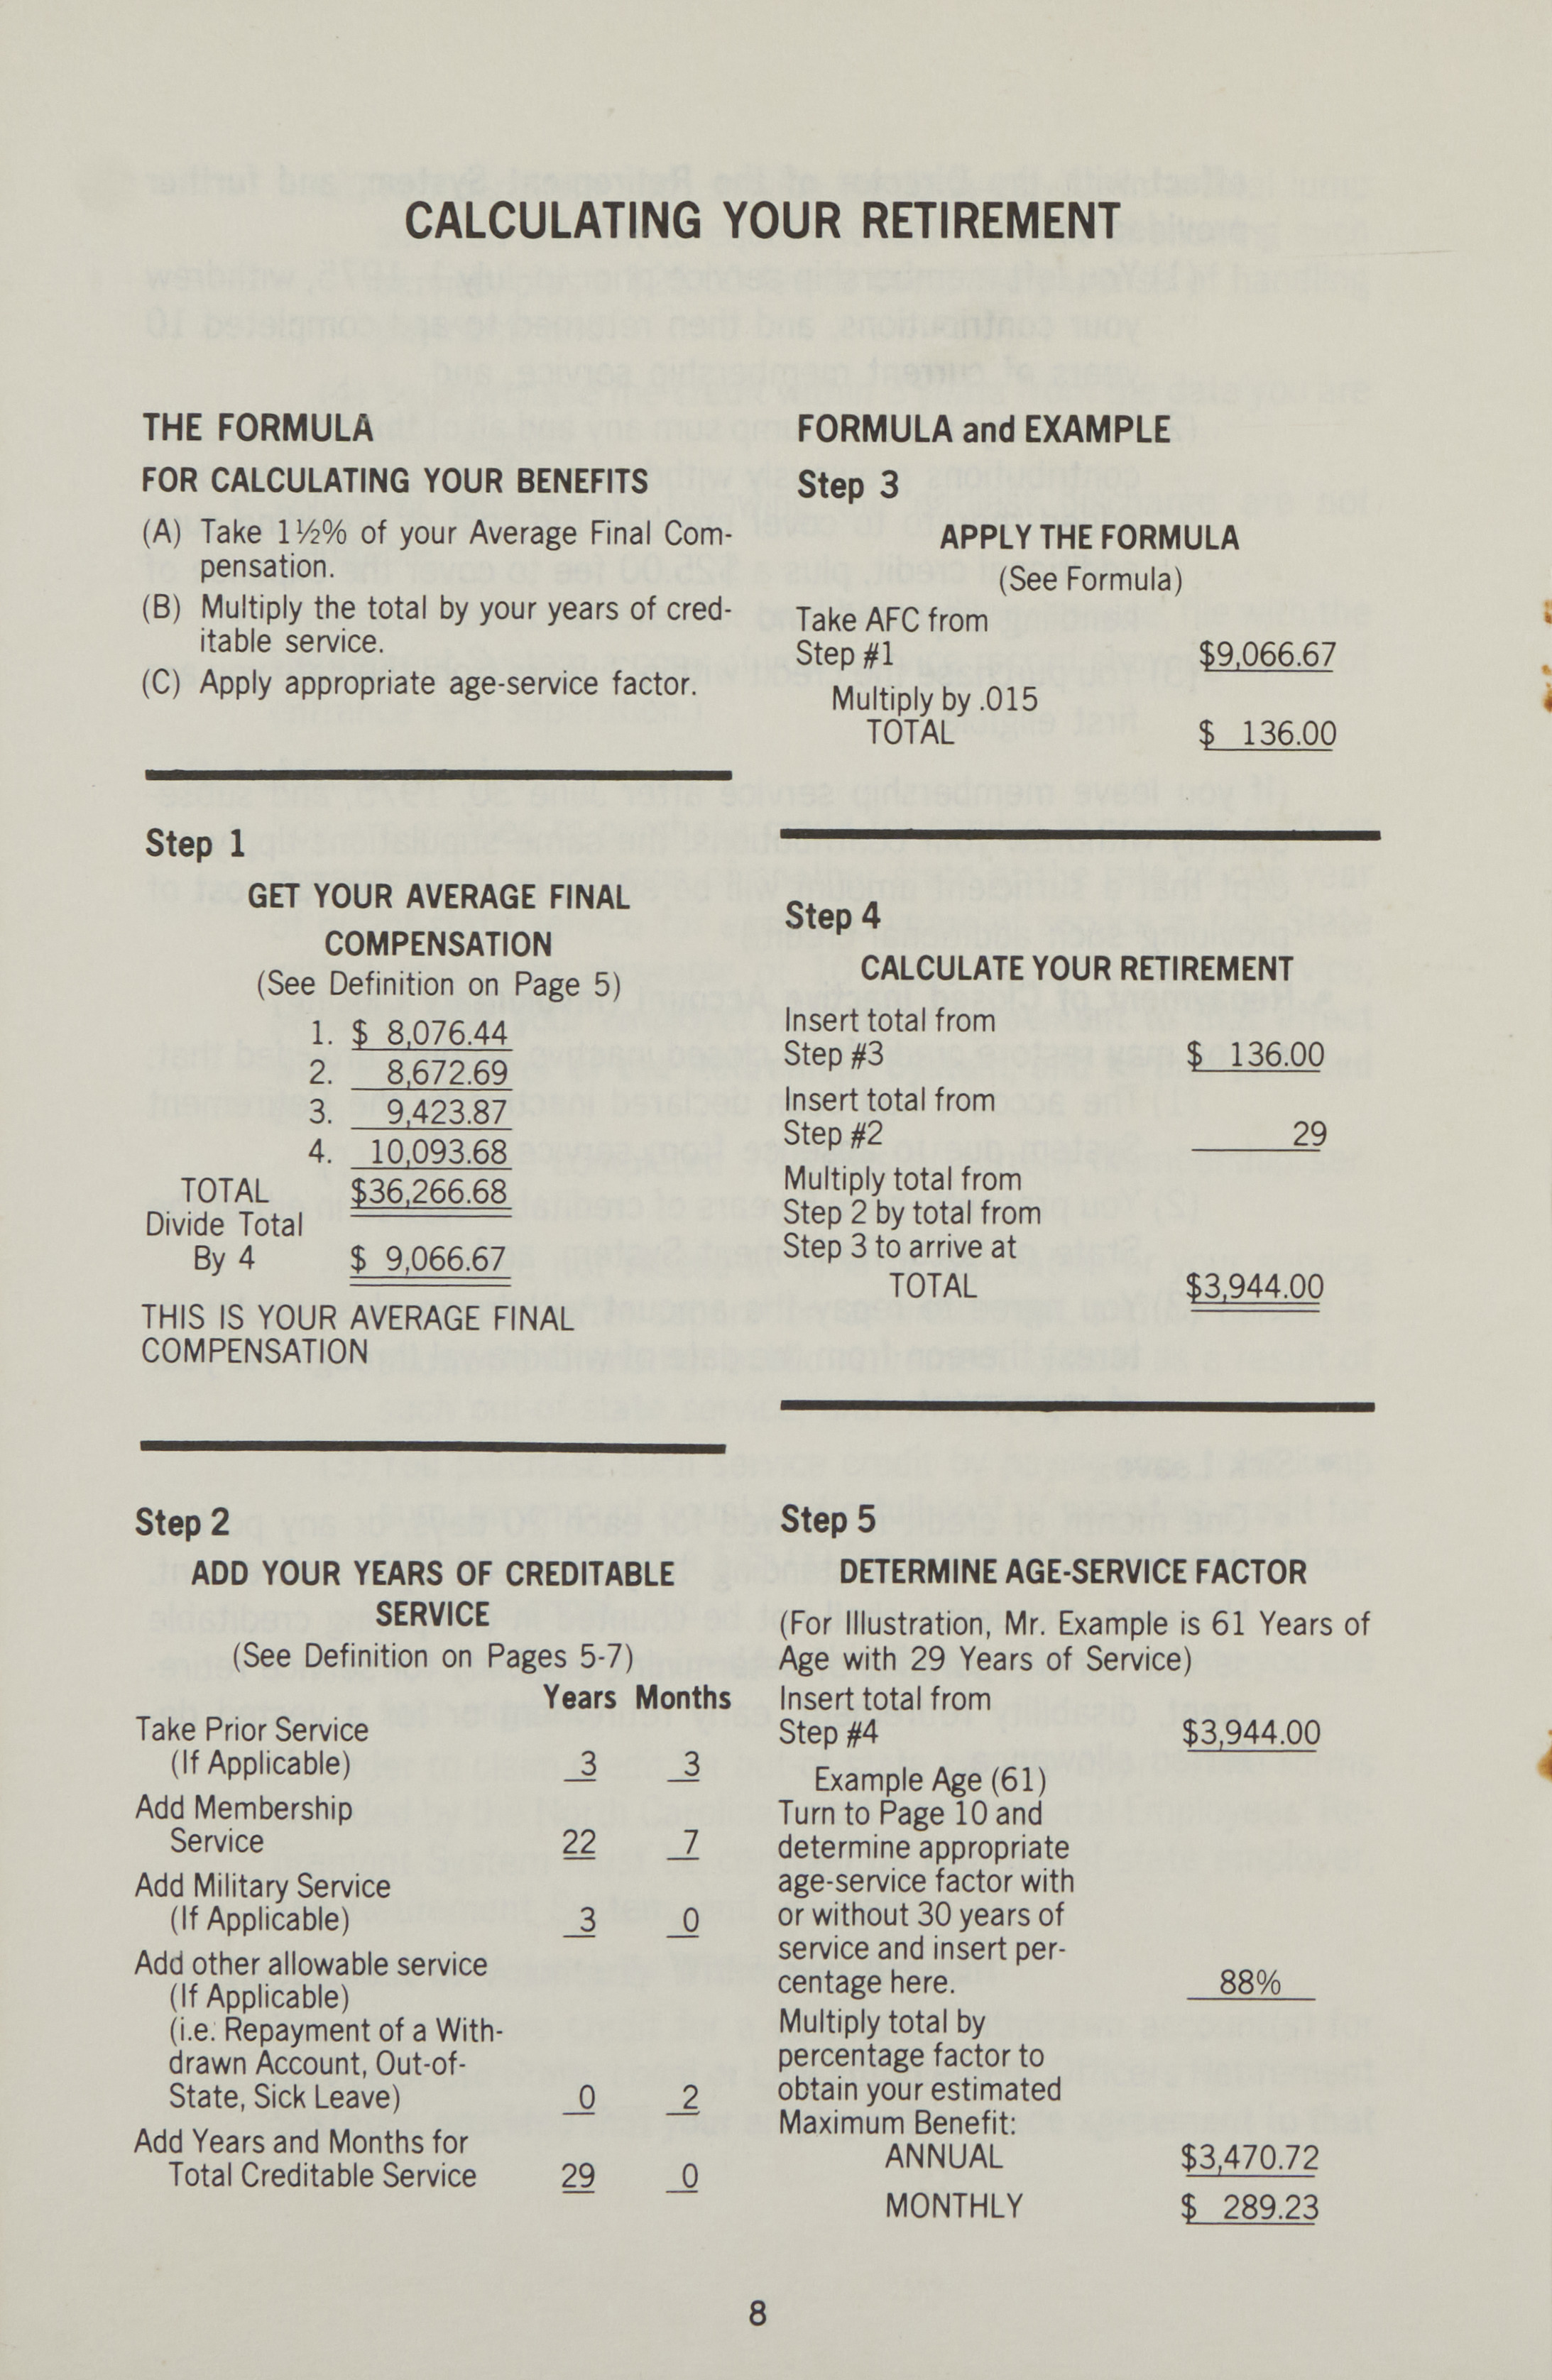 CALCULATING YOUR RETIREMENT
THE FORMULA
FOR CALCULATING YOUR BENEFITS
(A) Take 1½% of your Average Final Com-
pensation.
(B) Multiply the total by your years of cred-
itable service.
(C) Apply appropriate age-service factor.
Step 1
GET YOUR AVERAGE FINAL
COMPENSATION
(See Definition on Page 5)
1. $ 8,076.44
2. 8,672.69
3. 9,423.87
4. 10,093.68
TOTAL $36,266.68
Divide Total
By 4 $ 9,066.67
THIS IS YOUR AVERAGE FINAL
COMPENSATION
Step 2
ADD YOUR YEARS OF CREDITABLE
SERVICE
(See Definition on Pages 5-7)
Years Months
Take Prior Service
(If Applicable) 3 3
Add Membership
Service 22 7
Add Military Service
(If Applicable) 3 0
Add other allowable service
(If Applicable)
(i.e. Repayment of a With-
drawn Account, Out-of-
State, Sick Leave) 0 2
Add Years and Months for
Total Creditable Service 29 0
FORMULA and EXAMPLE
Step 3
APPLY THE FORMULA
(See Formula)
Take AFC from
Step #1 $9,066.67
Multiply by .015
TOTAL $ 136.00
Step 4
CALCULATE YOUR RETIREMENT
Insert total from
Step #3 $ 136.00
Insert total from
Step #2 29
Multiply total from
Step 2 by total from
Step 3 to arrive at
TOTAL $3,944.00
Step 5
DETERMINE AGE-SERVICE FACTOR
(For Illustration, Mr. Example is 61 Years of
Age with 29 Years of Service)
Insert total from
Step #4 $3,944.00
Example Age (61)
Turn to Page 10 and
determine appropriate
age-service factor with
or without 30 years of
service and insert per-
centage here. 88%
Multiply total by
percentage factor to
obtain your estimated
Maximum Benefit:
ANNUAL $3,470.72
MONTHLY $ 289.23
8